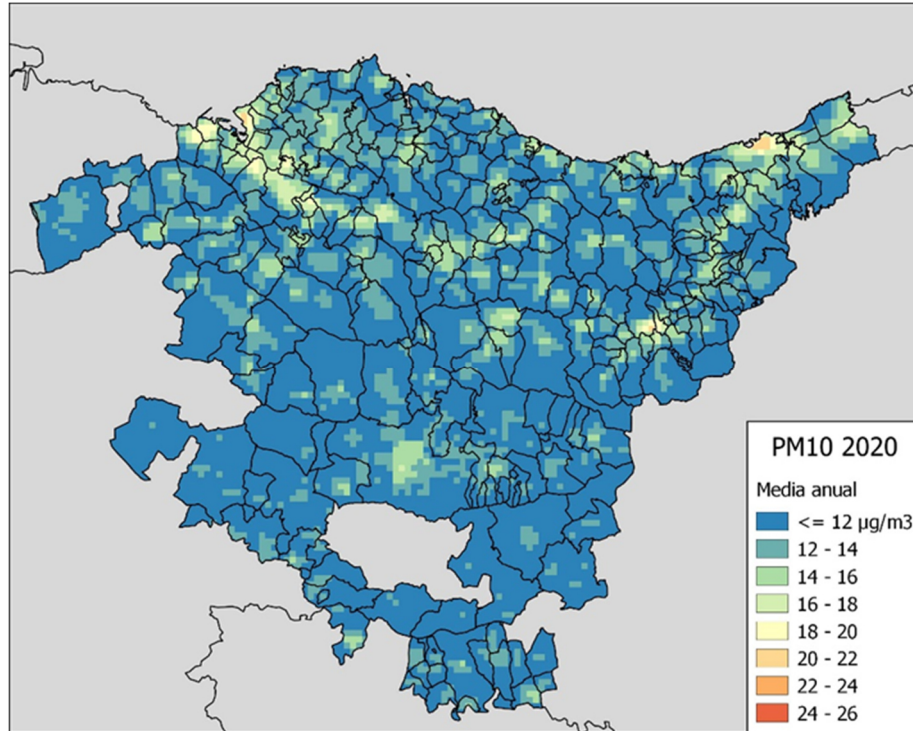 PM10 2020
Media anual
<= 12 µg/m3
12 - 14
14 - 16
16 - 18
18 - 20
20 - 22
22 - 24
24 - 26